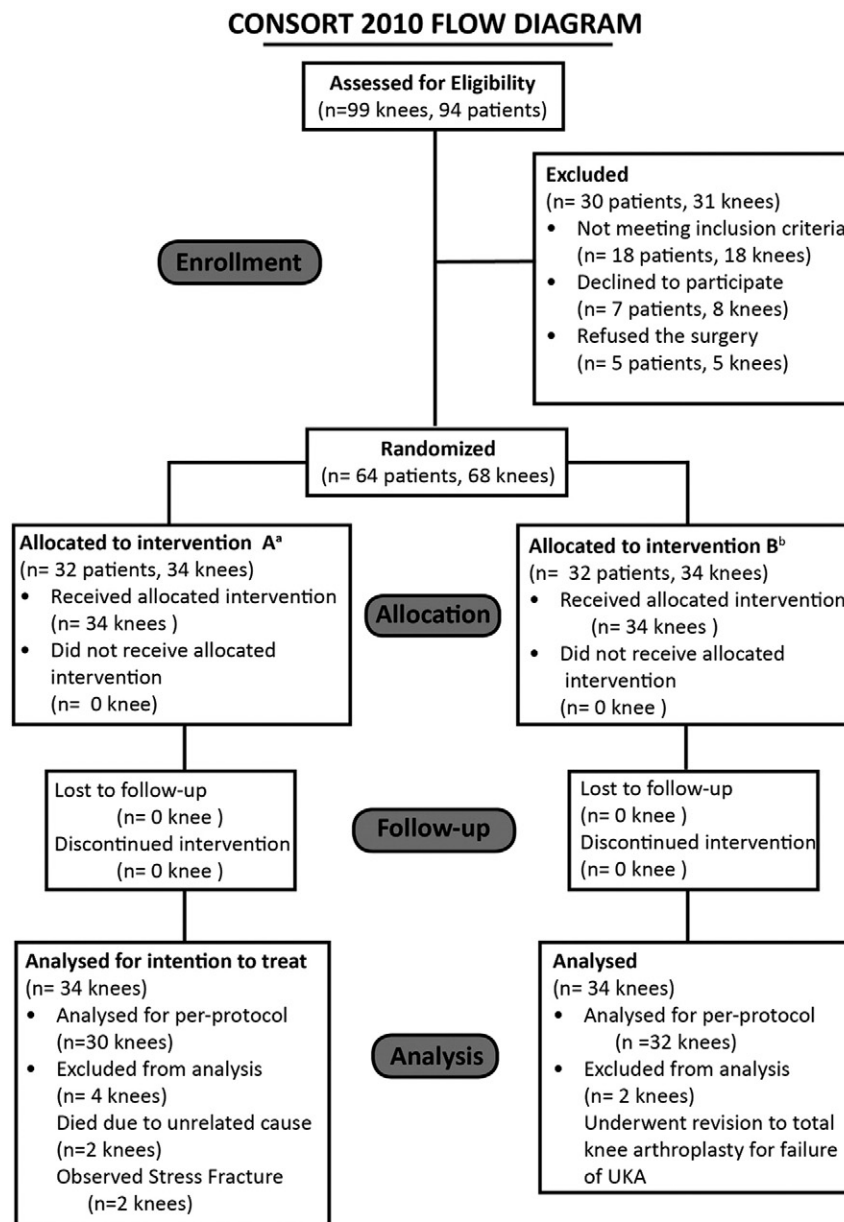 CONSORT 2010 FLOW DIAGRAM
Assessed for Eligibility
(n=99 knees, 94 patients)
Excluded
(n= 30 patients, 31 knees)
• Not meeting inclusion criteria
(n= 18 patients, 18 knees)
• Declined to participate
(n= 7 patients, 8 knees)
• Refused the surgery
(n= 5 patients, 5 knees)
Enrollment
Randomized
(n= 64 patients, 68 knees)
Allocated to intervention Aᵃ
(n= 32 patients, 34 knees)
• Received allocated intervention
(n= 34 knees )
• Did not receive allocated
intervention
(n= 0 knee)
Allocation
Allocated to intervention Bᵇ
(n= 32 patients, 34 knees)
• Received allocated intervention
(n= 34 knees )
• Did not receive allocated
intervention
(n= 0 knee )
Lost to follow-up
(n= 0 knee )
Discontinued intervention
(n= 0 knee )
Follow-up
Lost to follow-up
(n= 0 knee )
Discontinued intervention
(n= 0 knee )
Analysed for intention to treat
(n= 34 knees)
• Analysed for per-protocol
(n=30 knees)
• Excluded from analysis
(n= 4 knees)
Died due to unrelated cause
(n=2 knees)
Observed Stress Fracture
(n=2 knees)
Analysis
Analysed
(n= 34 knees)
• Analysed for per-protocol
(n =32 knees)
• Excluded from analysis
(n= 2 knees)
Underwent revision to total
knee arthroplasty for failure
of UKA